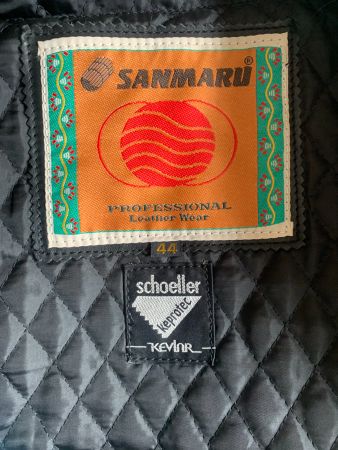 SANMARU®
PROFESSIONAL
Leather Wear
44
schoeller
keprotec
KEVLAR